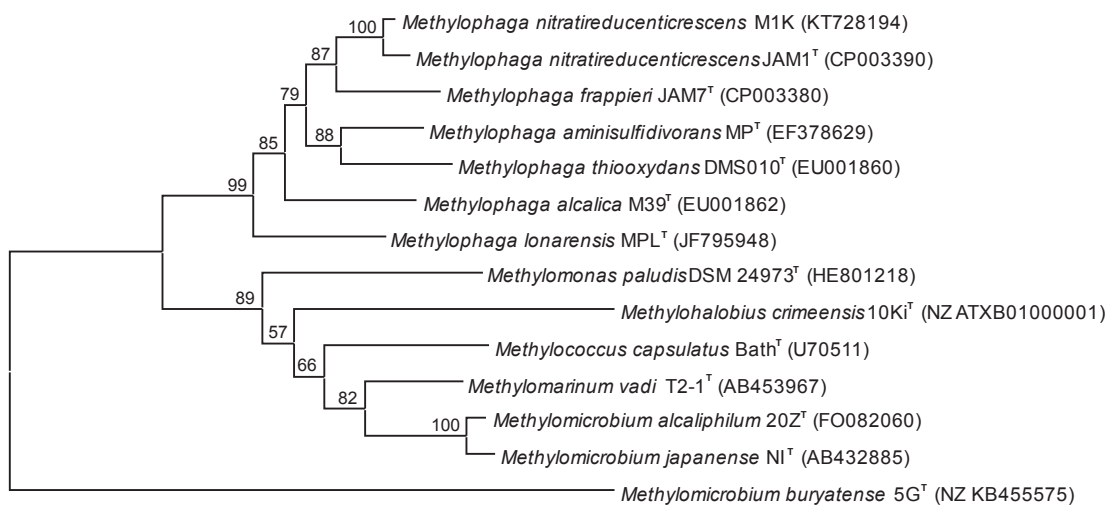 Methylophaga nitratireducenticrescens M1K (KT728194)
100
87
Methylophaga nitratireducenticrescens JAM1ᵀ (CP003390)
Methylophaga frappieri JAM7ᵀ (CP003380)
79
Methylophaga aminisulfidivorans MPᵀ (EF378629)
88
85
Methylophaga thiooxydans DMS010ᵀ (EU001860)
99
Methylophaga alcalica M39ᵀ (EU001862)
Methylophaga lonarensis MPLᵀ (JF795948)
Methylomonas paludis DSM 24973ᵀ (HE801218)
89
Methylohalobius crimeensis 10Kiᵀ (NZ ATXB01000001)
57
Methylococcus capsulatus Bathᵀ (U70511)
66
Methylomarinum vadi T2-1ᵀ (AB453967)
82
Methylomicrobium alcaliphilum 20Zᵀ (FO082060)
100
Methylomicrobium japanense NIᵀ (AB432885)
Methylomicrobium buryatense 5Gᵀ (NZ KB455575)